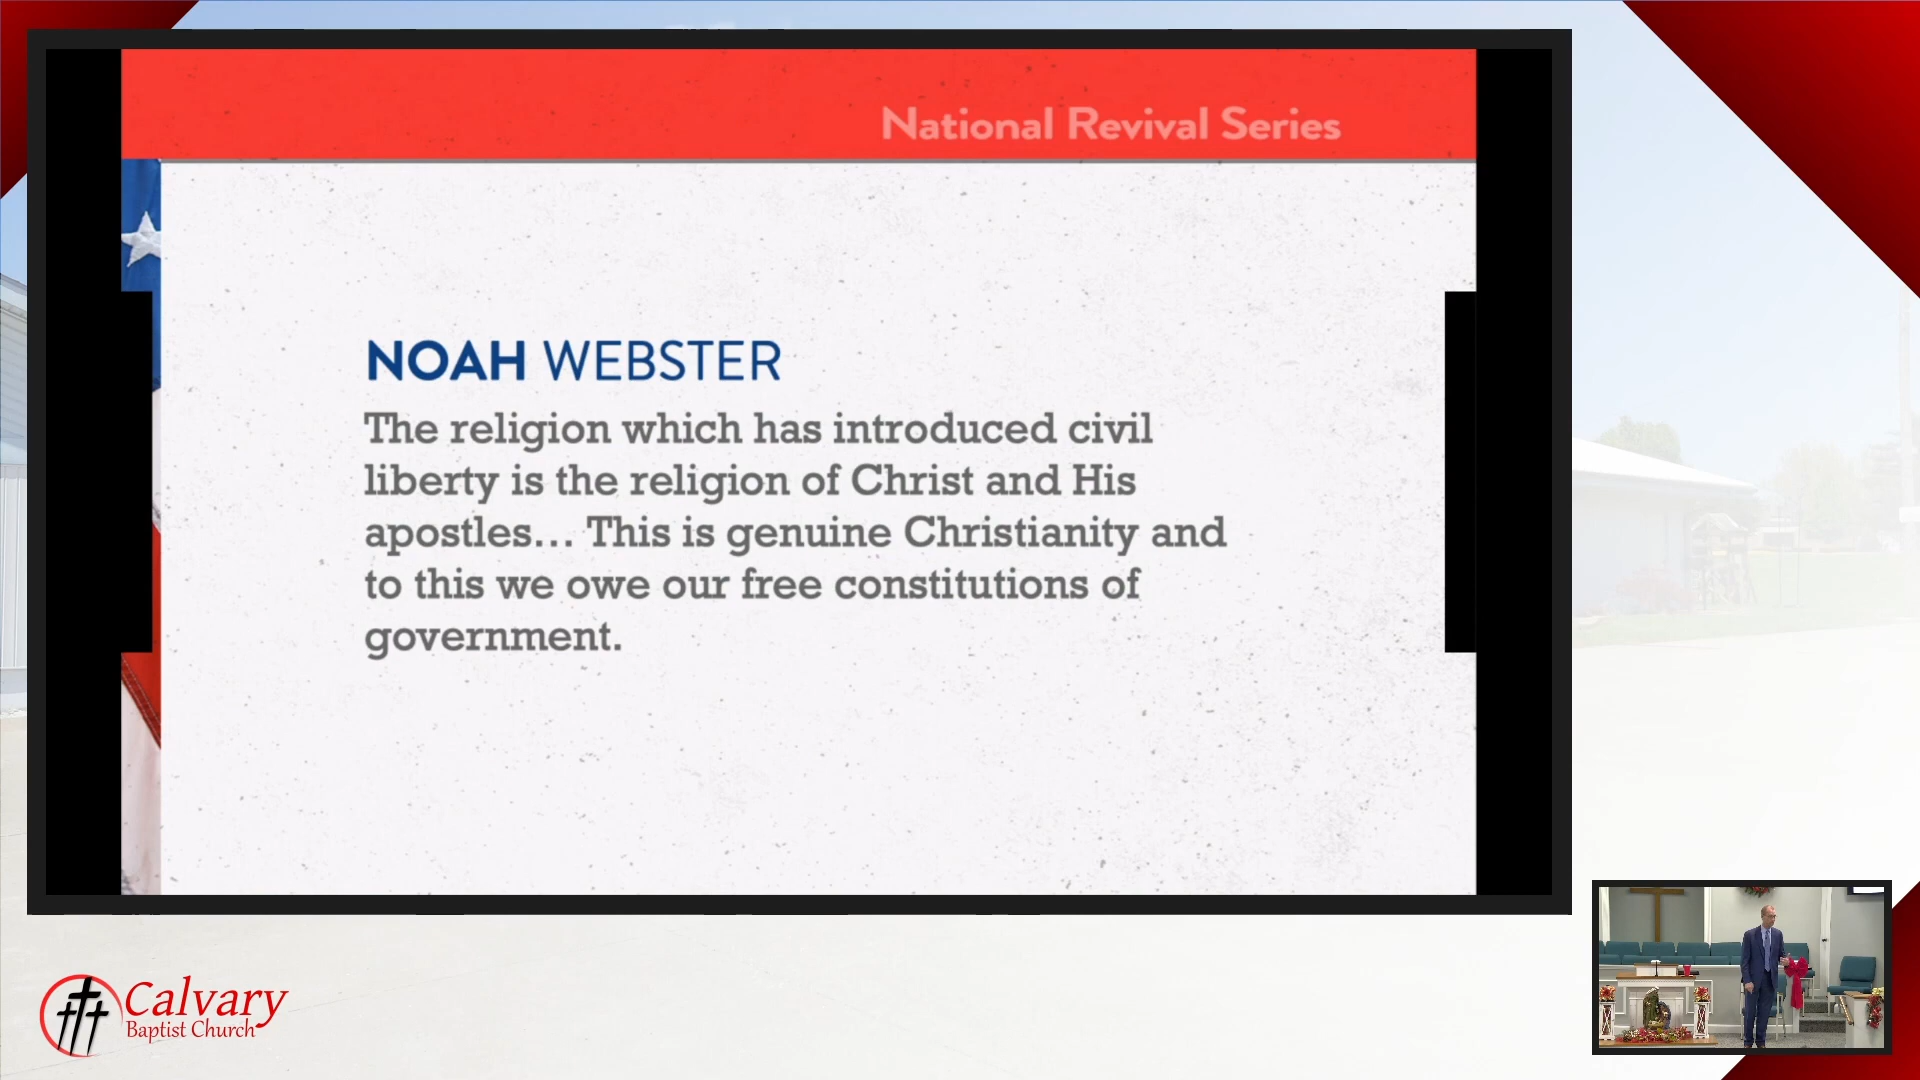 National Revival Series
NOAH WEBSTER
The religion which has introduced civil
liberty is the religion of Christ and His
apostles... This is genuine Christianity and
to this we owe our free constitutions of
government.
Calvary
Baptist Church